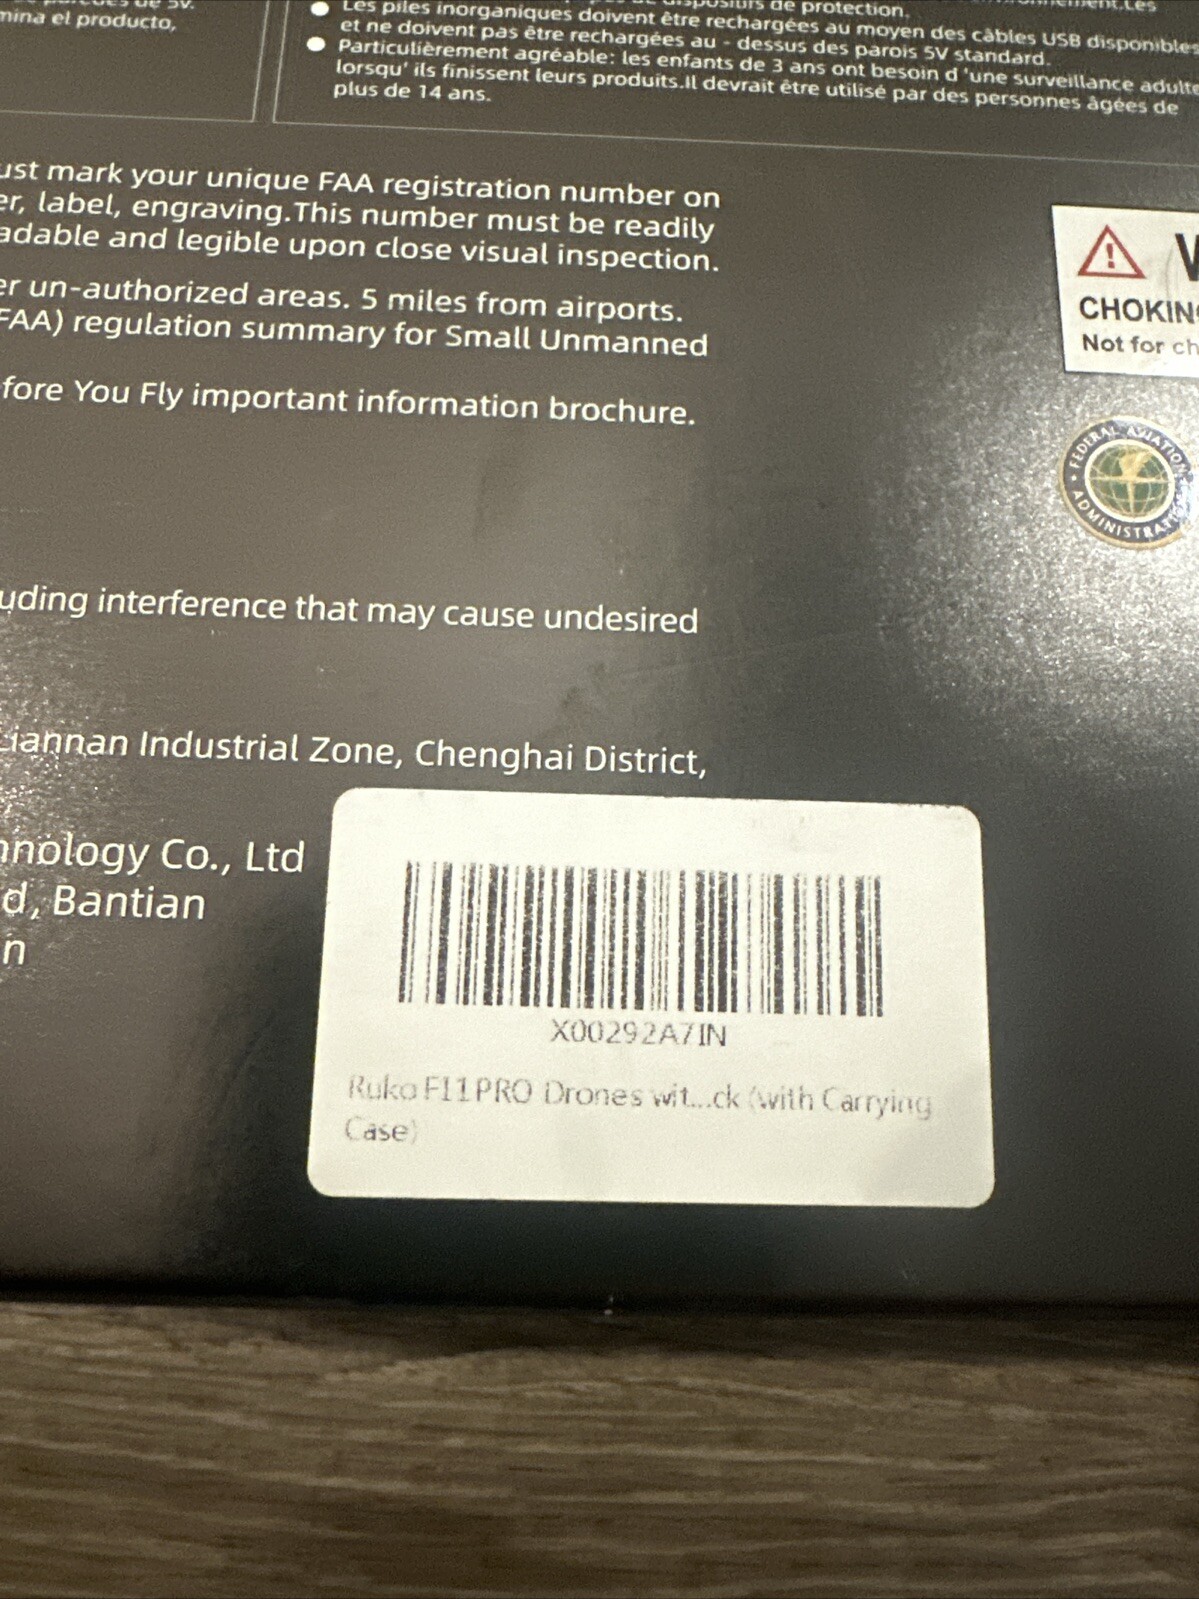 mina el producto,
Les piles inorganiques doivent être rechargées au moyen des câbles USB disponibles
et ne doivent pas être rechargées au - dessus des parois 5V standard.
Particulièrement agréable: les enfants de 3 ans ont besoin d 'une surveillance adulte
lorsqu' ils finissent leurs produits.Il devrait être utilisé par des personnes âgées de
plus de 14 ans.
ust mark your unique FAA registration number on
er, label, engraving.This number must be readily
adable and legible upon close visual inspection.
er un-authorized areas. 5 miles from airports.
FAA) regulation summary for Small Unmanned
fore You Fly important information brochure.
CHOKING
Not for ch
FEDERAL AVIATION
ADMINISTRATI
uding interference that may cause undesired
Liannan Industrial Zone, Chenghai District,
hnology Co., Ltd
d, Bantian
n
X00292A7IN
Ruko F11PRO Drones wit...ck (with Carrying
Case)